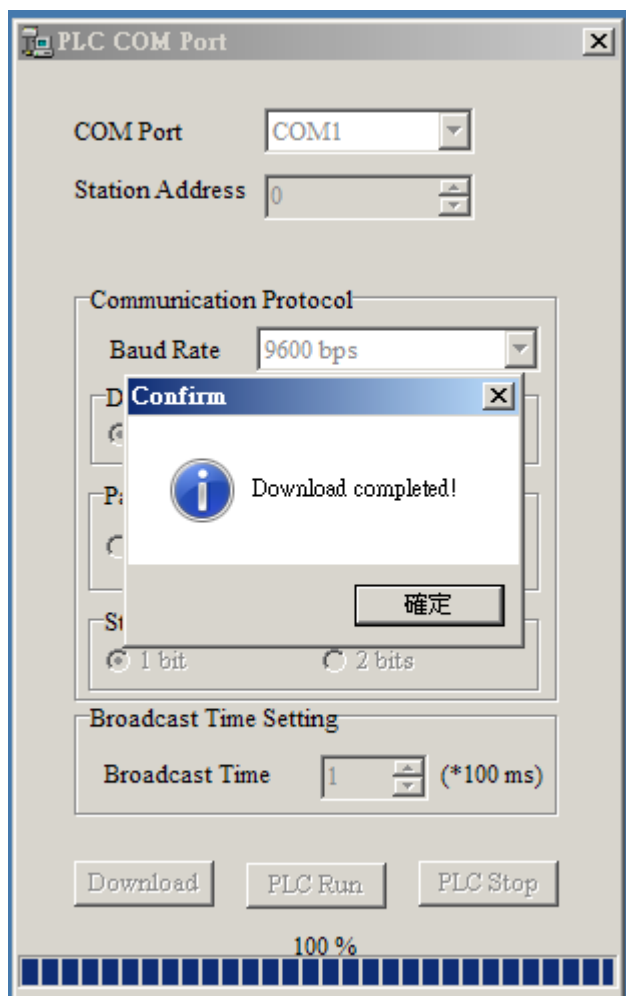 PLC COM Port
COM Port COM1
Station Address 0
Communication Protocol
Baud Rate 9600 bps
Confirm
Download completed!
確定
1 bit 2 bits
Broadcast Time Setting
Broadcast Time 1 (*100 ms)
Download PLC Run PLC Stop
100 %